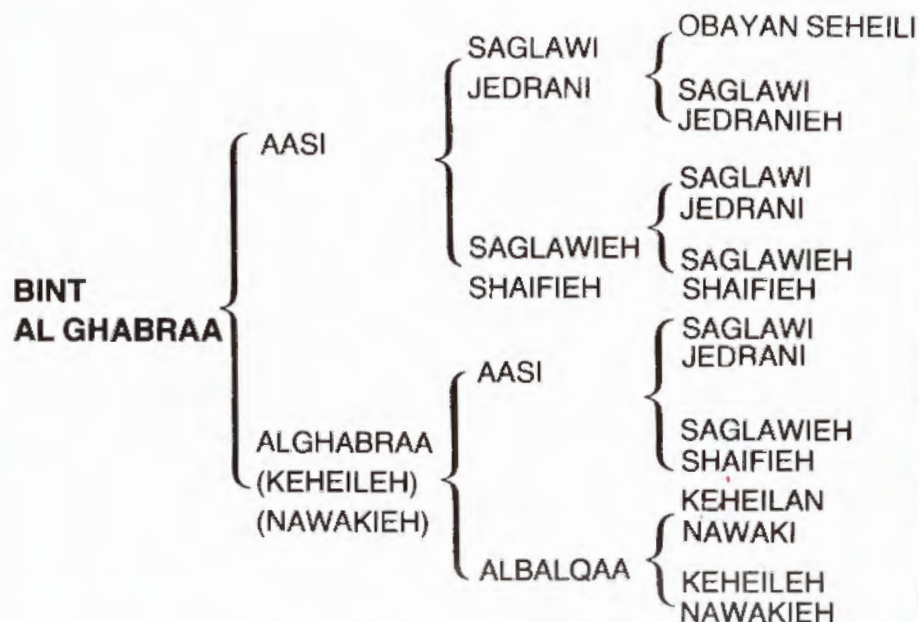 OBAYAN SEHEILI
SAGLAWI
JEDRANI
SAGLAWI
JEDRANIEH
AASI
SAGLAWI
JEDRANI
SAGLAWIEH
SHAIFIEH
SAGLAWIEH
SHAIFIEH
BINT
AL GHABRAA
SAGLAWI
JEDRANI
AASI
ALGHABRAA
(KEHEILEH)
(NAWAKIEH)
SAGLAWIEH
SHAIFIEH
KEHEILAN
NAWAKI
ALBALQAA
KEHEILEH
NAWAKIEH